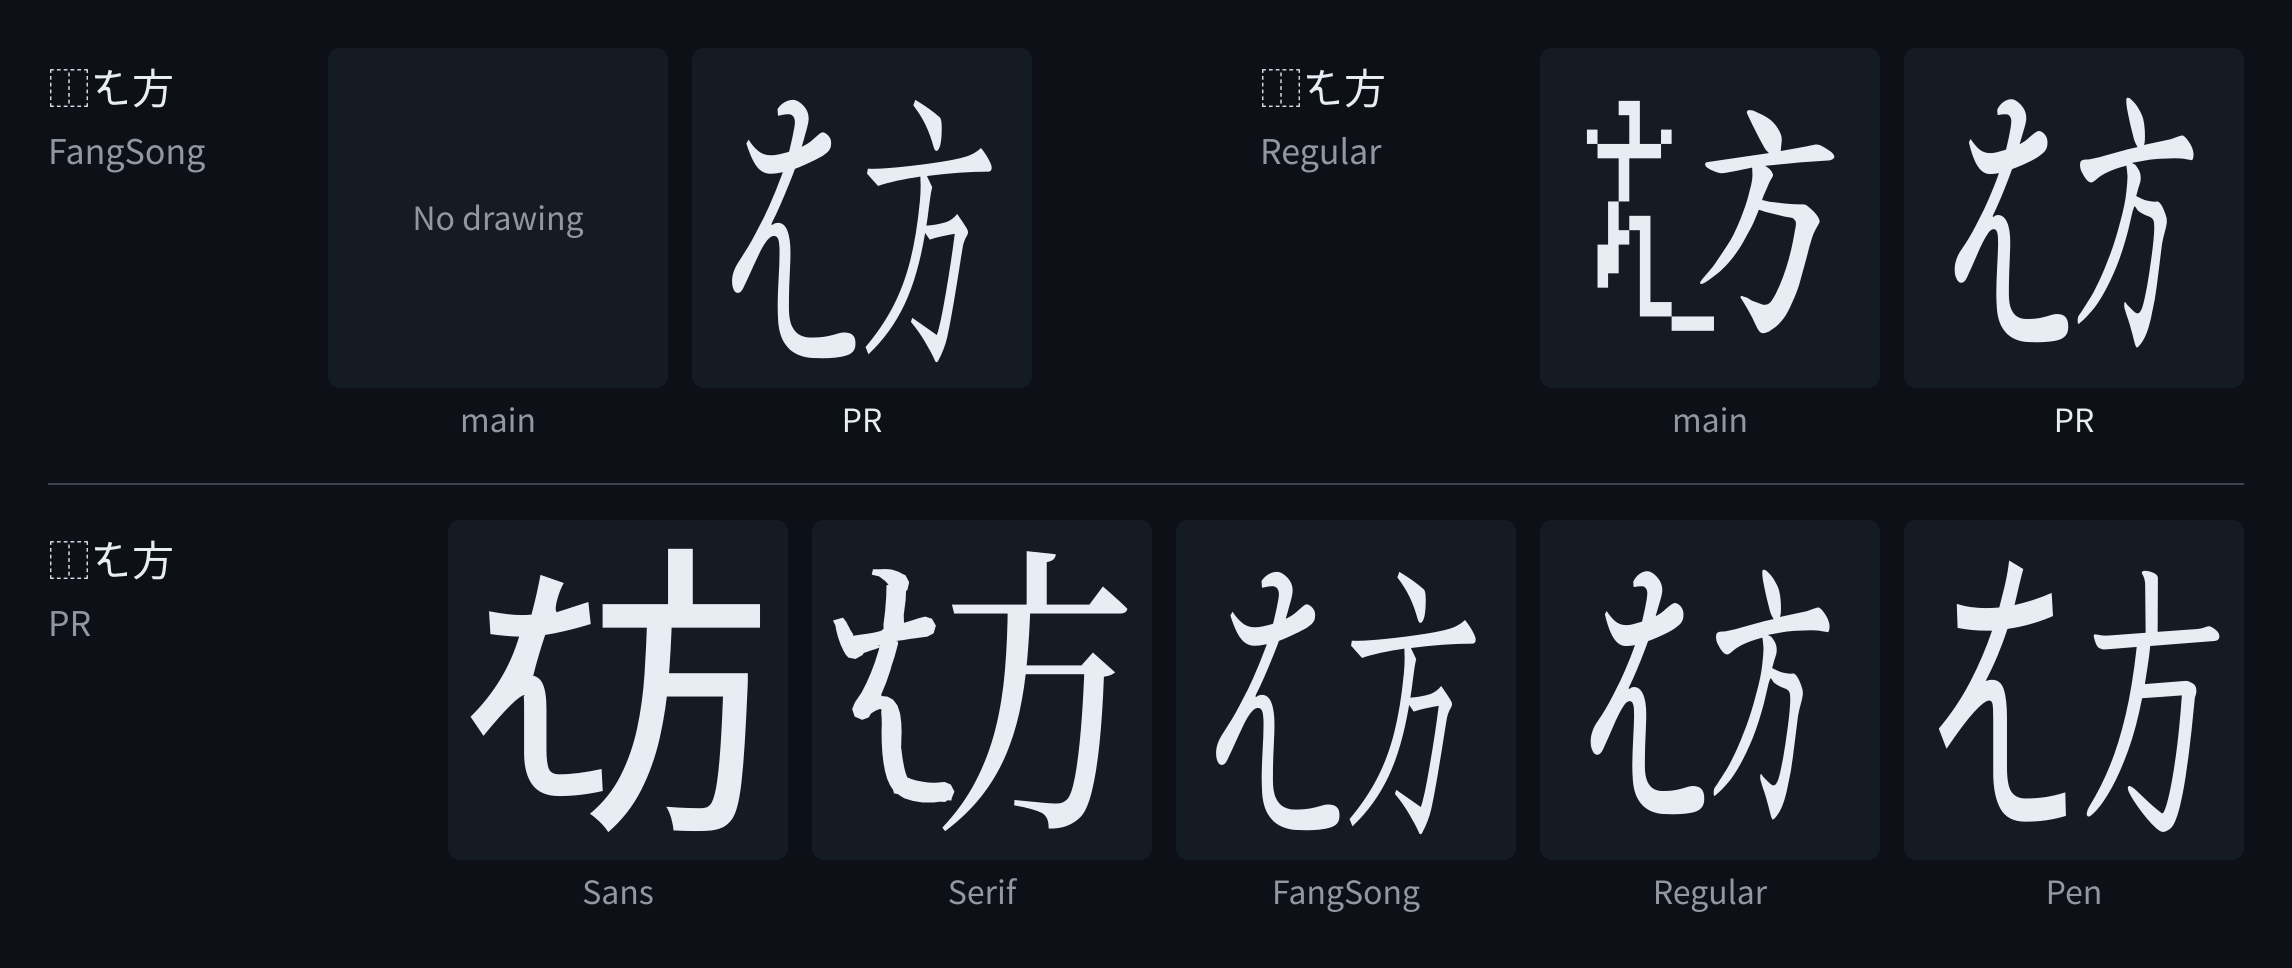 ⿰方
FangSong
No drawing
main
PR
⿰方
Regular
main
PR
⿰方
PR
Sans
Serif
FangSong
Regular
Pen